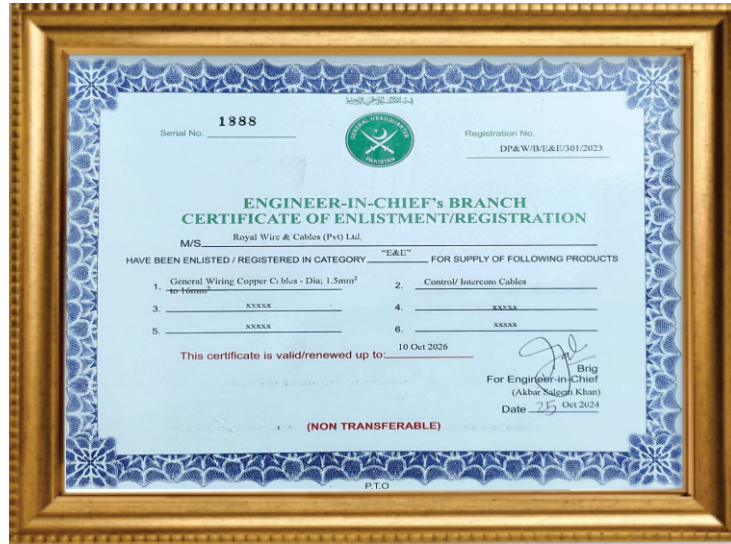 1888
Serial No.
GENERAL HEADQUARTER
PAKISTAN
Registration No.
DP&W/B/E&E/301/2023
ENGINEER-IN-CHIEF's BRANCH
CERTIFICATE OF ENLISTMENT/REGISTRATION
M/S Royal Wire & Cables (Pvt) Ltd,
HAVE BEEN ENLISTED / REGISTERED IN CATEGORY "E&E" FOR SUPPLY OF FOLLOWING PRODUCTS
1. General Wiring Copper Cables - Dia; 1.5mm² to 16mm²
2. Control/ Intercom Cables
3. xxxxx
4. xxxxx
5. xxxxx
6. xxxxx
This certificate is valid/renewed up to: 10 Oct 2026
Brig
For Engineer-in-Chief
(Akbar Saleem Khan)
Date 25 Oct 2024
(NON TRANSFERABLE)
P.T.O